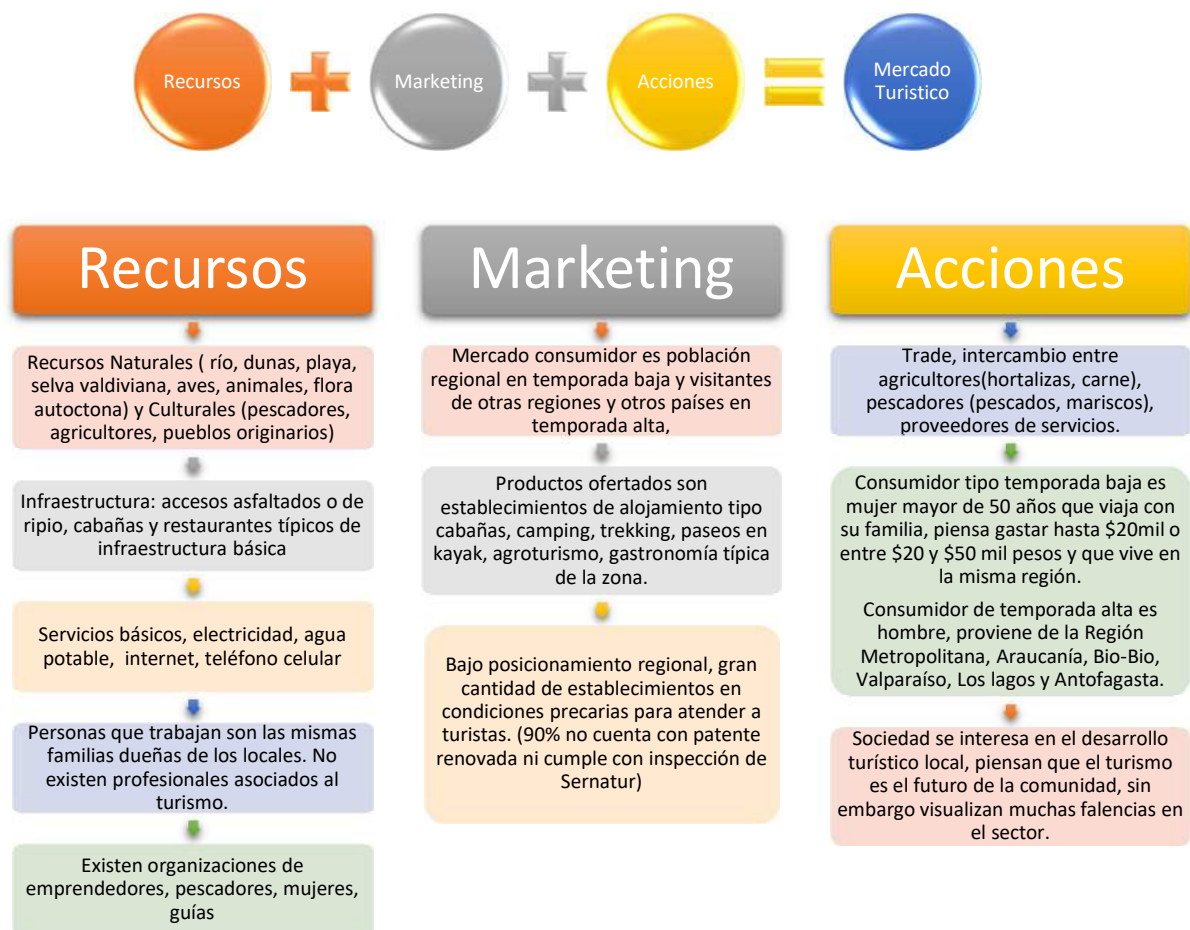 Recursos
Marketing
Acciones
Mercado
Turistico
Recursos
Recursos Naturales ( río, dunas, playa,
selva valdiviana, aves, animales, flora
autoctona) y Culturales (pescadores,
agricultores, pueblos originarios)
Infraestructura: accesos asfaltados o de
ripio, cabañas y restaurantes típicos de
infraestructura básica
Servicios básicos, electricidad, agua
potable, internet, teléfono celular
Personas que trabajan son las mismas
familias dueñas de los locales. No
existen profesionales asociados al
turismo.
Existen organizaciones de
emprendedores, pescadores, mujeres,
guías
Marketing
Mercado consumidor es población
regional en temporada baja y visitantes
de otras regiones y otros países en
temporada alta,
Productos ofertados son
establecimientos de alojamiento tipo
cabañas, camping, trekking, paseos en
kayak, agroturismo, gastronomía típica
de la zona.
Bajo posicionamiento regional, gran
cantidad de establecimientos en
condiciones precarias para atender a
turistas. (90% no cuenta con patente
renovada ni cumple con inspección de
Sernatur)
Acciones
Trade, intercambio entre
agricultores(hortalizas, carne),
pescadores (pescados, mariscos),
proveedores de servicios.
Consumidor tipo temporada baja es
mujer mayor de 50 años que viaja con
su familia, piensa gastar hasta $20mil o
entre $20 y $50 mil pesos y que vive en
la misma región.
Consumidor de temporada alta es
hombre, proviene de la Región
Metropolitana, Araucanía, Bio-Bio,
Valparaíso, Los lagos y Antofagasta.
Sociedad se interesa en el desarrollo
turístico local, piensan que el turismo
es el futuro de la comunidad, sin
embargo visualizan muchas falencias en
el sector.